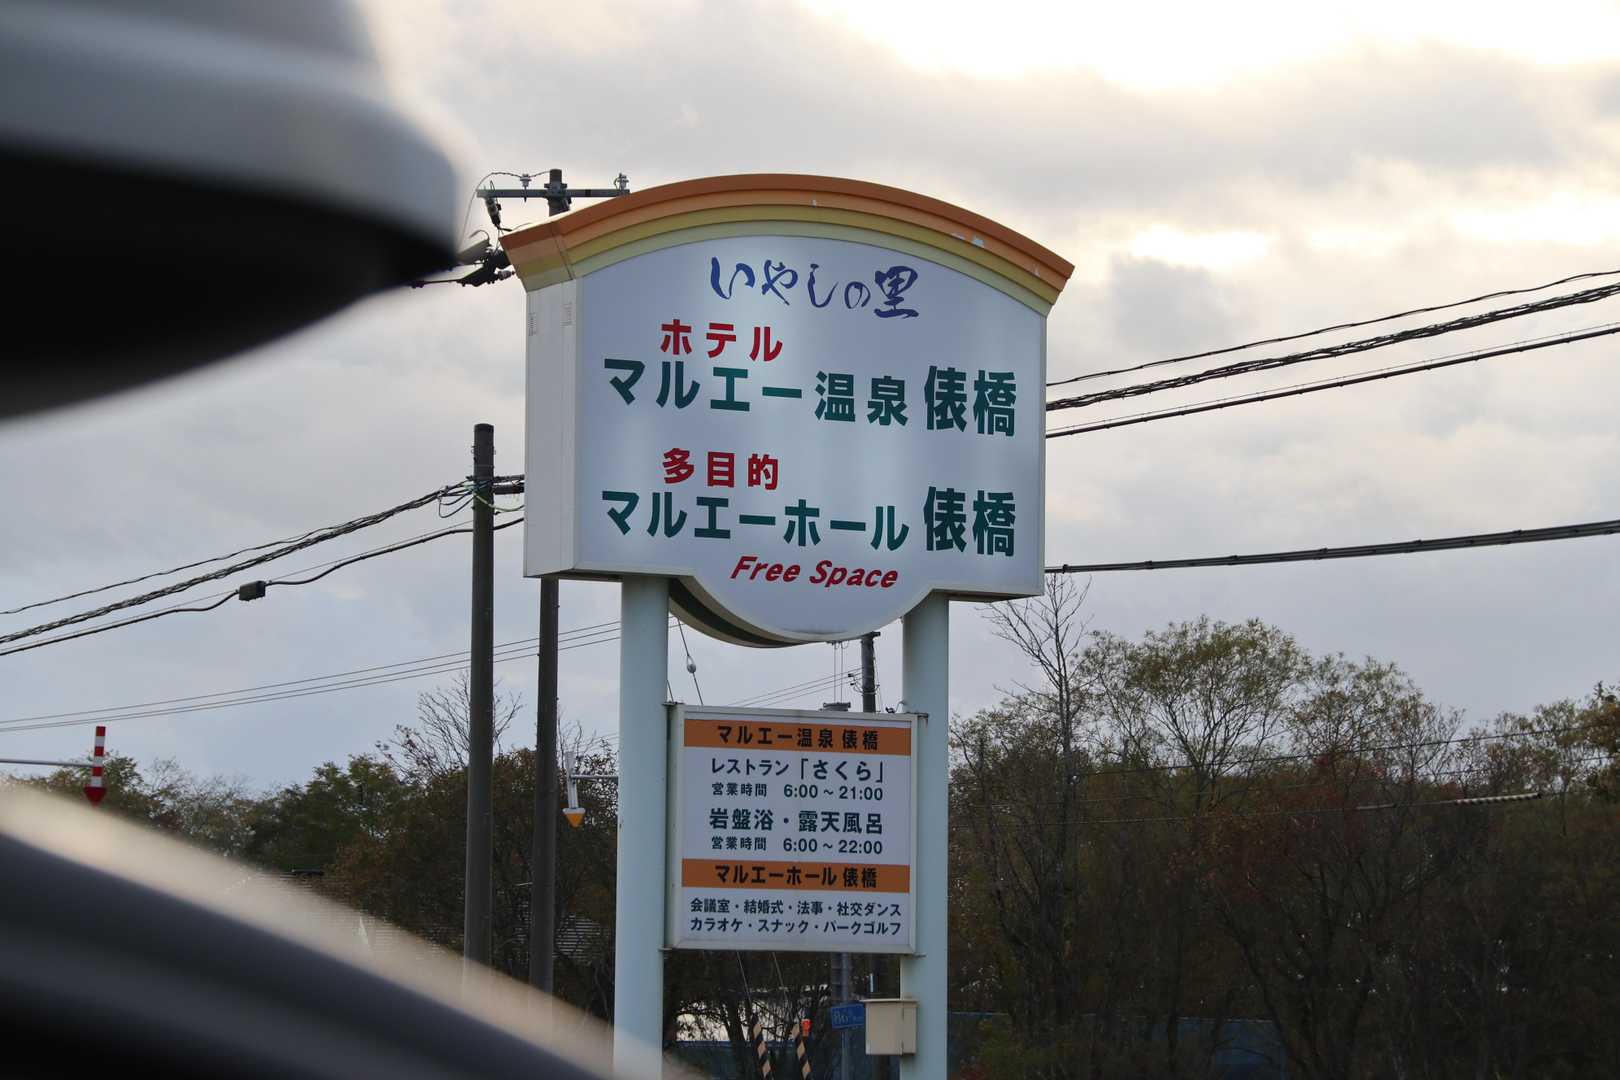 いやしの里
ホテル
マルエー温泉 俵橋
多目的
マルエーホール 俵橋
Free Space
マルエー温泉 俵橋
レストラン「さくら」
営業時間 6:00～21:00
岩盤浴・露天風呂
営業時間 6:00～22:00
マルエーホール 俵橋
会議室・結婚式・法事・社交ダンス
カラオケ・スナック・パークゴルフ